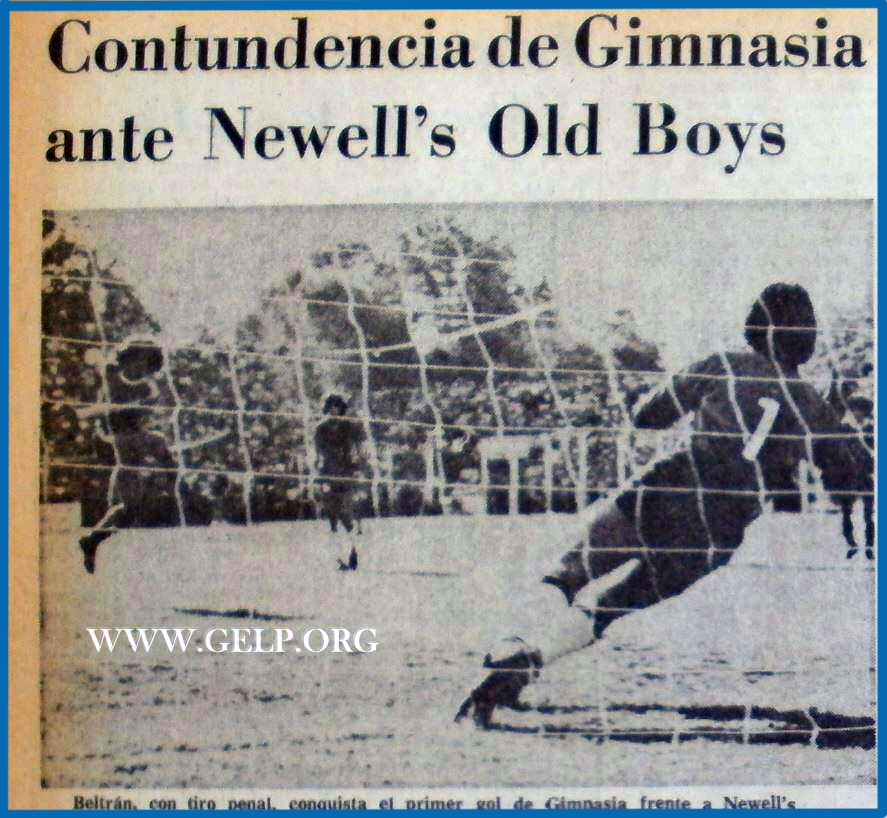 Contundencia de Gimnasia
ante Newell's Old Boys
1
WWW.GELP.ORG
Beltrán, con tiro penal, conquista el primer gol de Gimnasia frente a Newell's